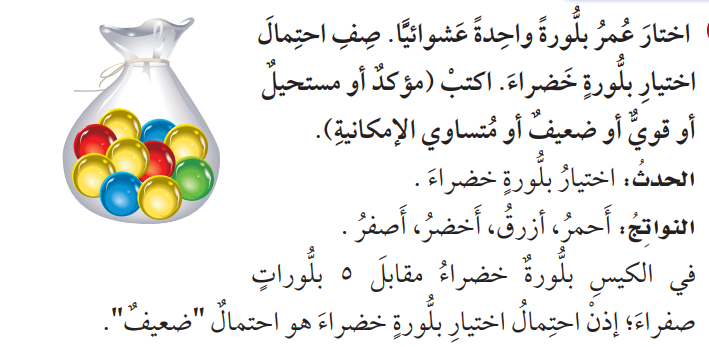 اختارَ عُمرُ بلُّورةً واحِدةً عَشوائيًّا. صِفِ احتِمالَ
اختيارِ بلُّورةٍ خَضراءَ. اكتبْ (مؤكدٌ أو مستحيلٌ
أو قويٌّ أو ضعيفٌ أو مُتساوي الإمكانيةِ).
الحدثُ: اختيارُ بلُّورةٍ خضراءَ .
النواتِجُ: أَحمرُ، أزرقُ، أَخضرُ، أَصفرُ .
في الكيسِ بلُّورةٌ خضراءُ مقابلَ ٥ بلُّوراتٍ
صفراءَ؛ إذنْ احتِمالُ اختيارِ بلُّورةٍ خضراءَ هو احتمالٌ "ضعيفٌ".